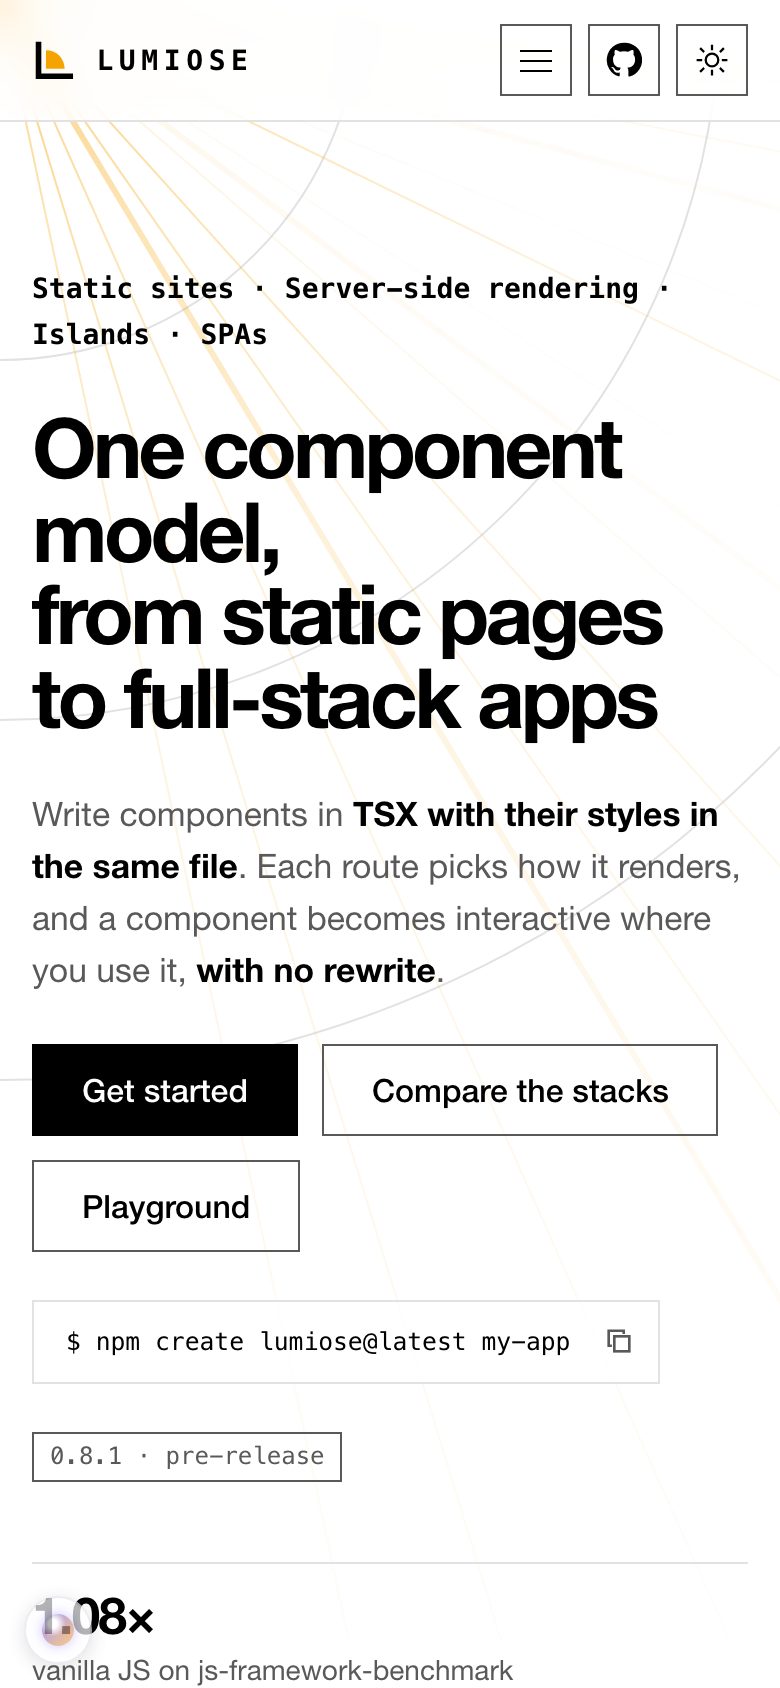 LUMIOSE
Static sites · Server-side rendering ·
Islands · SPAs
One component
model,
from static pages
to full-stack apps
Write components in TSX with their styles in
the same file. Each route picks how it renders,
and a component becomes interactive where
you use it, with no rewrite.
Get started
Compare the stacks
Playground
$ npm create lumiose@latest my-app
0.8.1 · pre-release
1.08×
vanilla JS on js-framework-benchmark